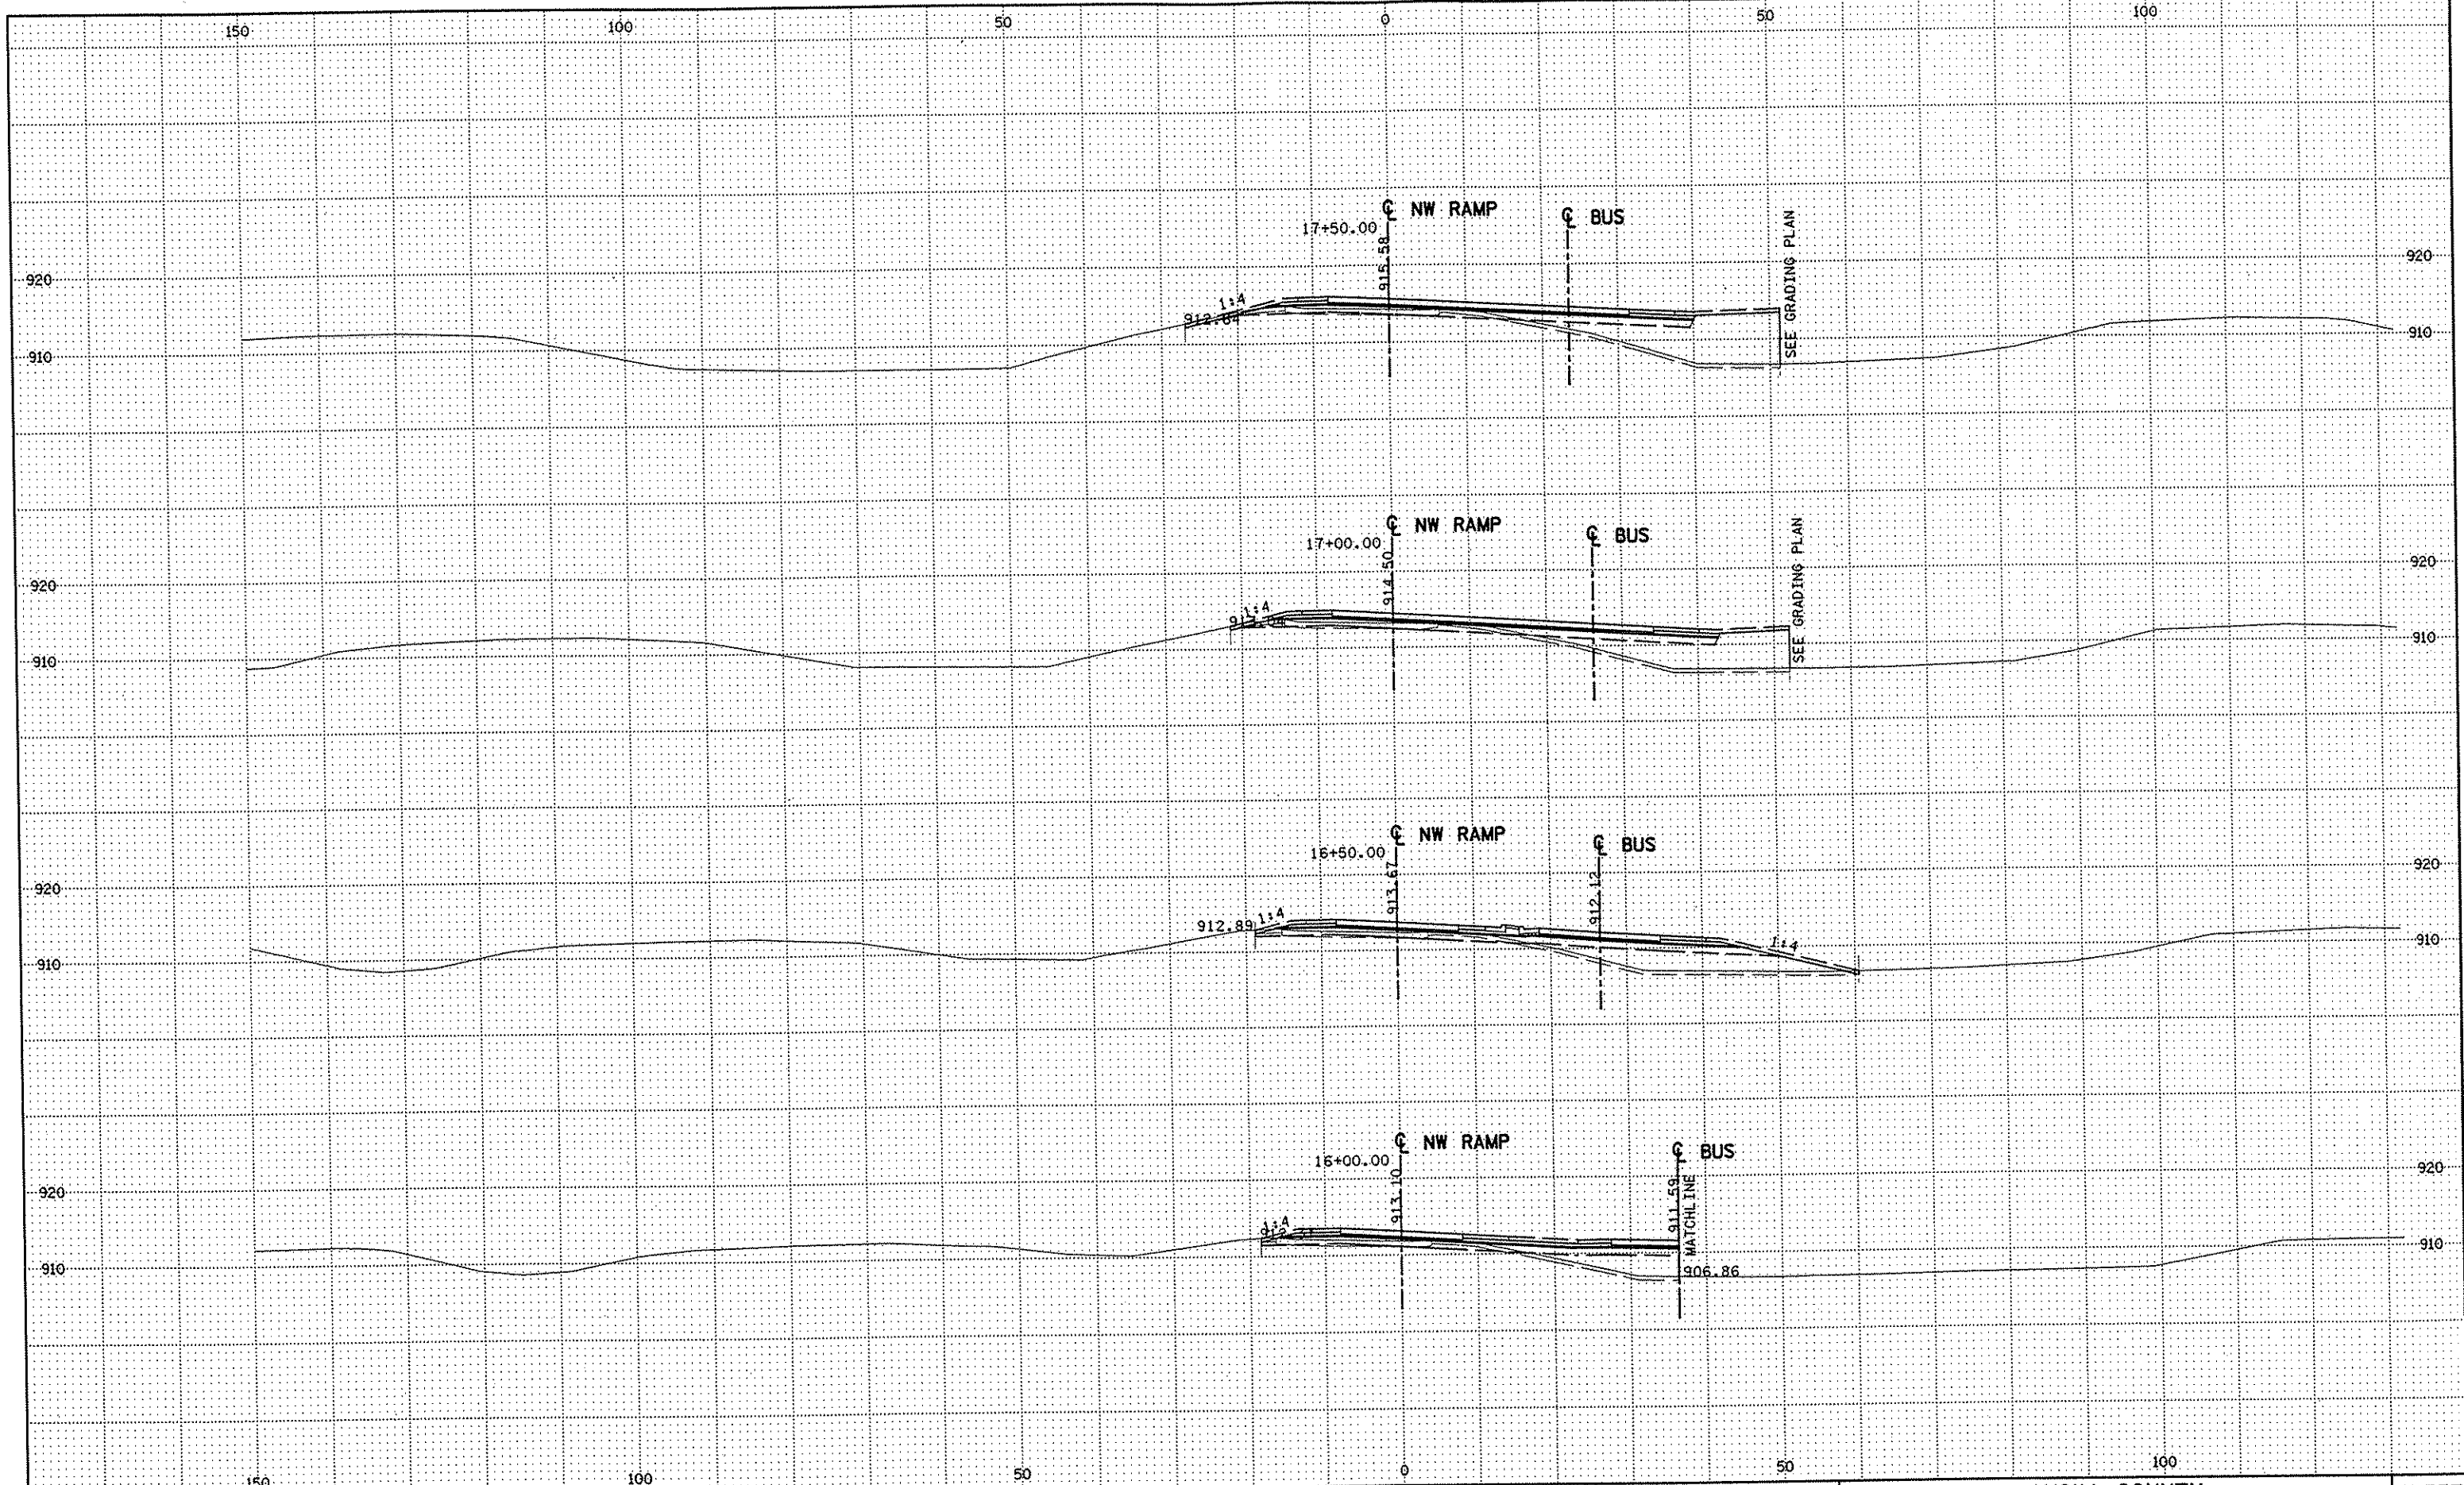 150 100 50 0 50 100
℄ NW RAMP ℄ BUS
17+50.00
915.58
SEE GRADING PLAN
920 920
1:4
912.64
910 910
℄ NW RAMP ℄ BUS
17+00.00
914.50
SEE GRADING PLAN
920 920
1:4
910 910
℄ NW RAMP ℄ BUS
16+50.00
913.67 912.12
920 920
912.89 1:4 1:4
910 910
℄ NW RAMP ℄ BUS
16+00.00
913.10 911.59
MATCHLINE
920 920
1:4
910 906.86 910
150 100 50 0 50 100
COUNTY